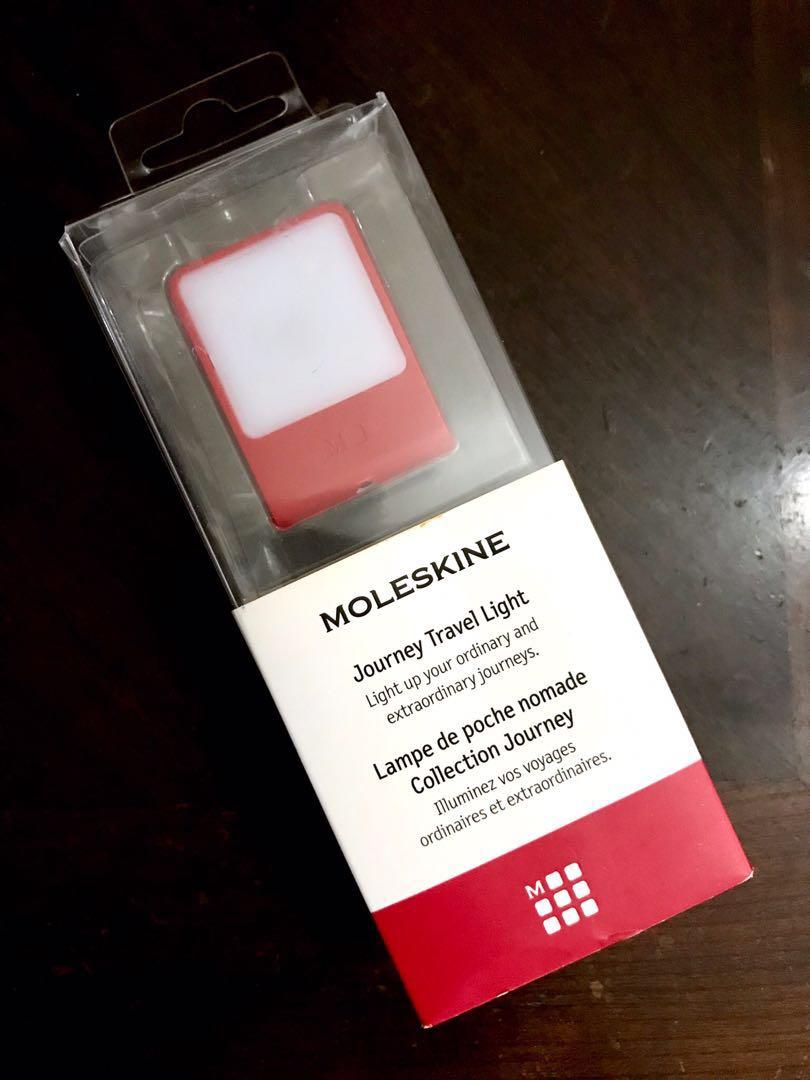 MOLESKINE
Journey Travel Light
Light up your ordinary and
extraordinary journeys.
Lampe de poche nomade
Collection Journey
Illuminez vos voyages
ordinaires et extraordinaires.
M